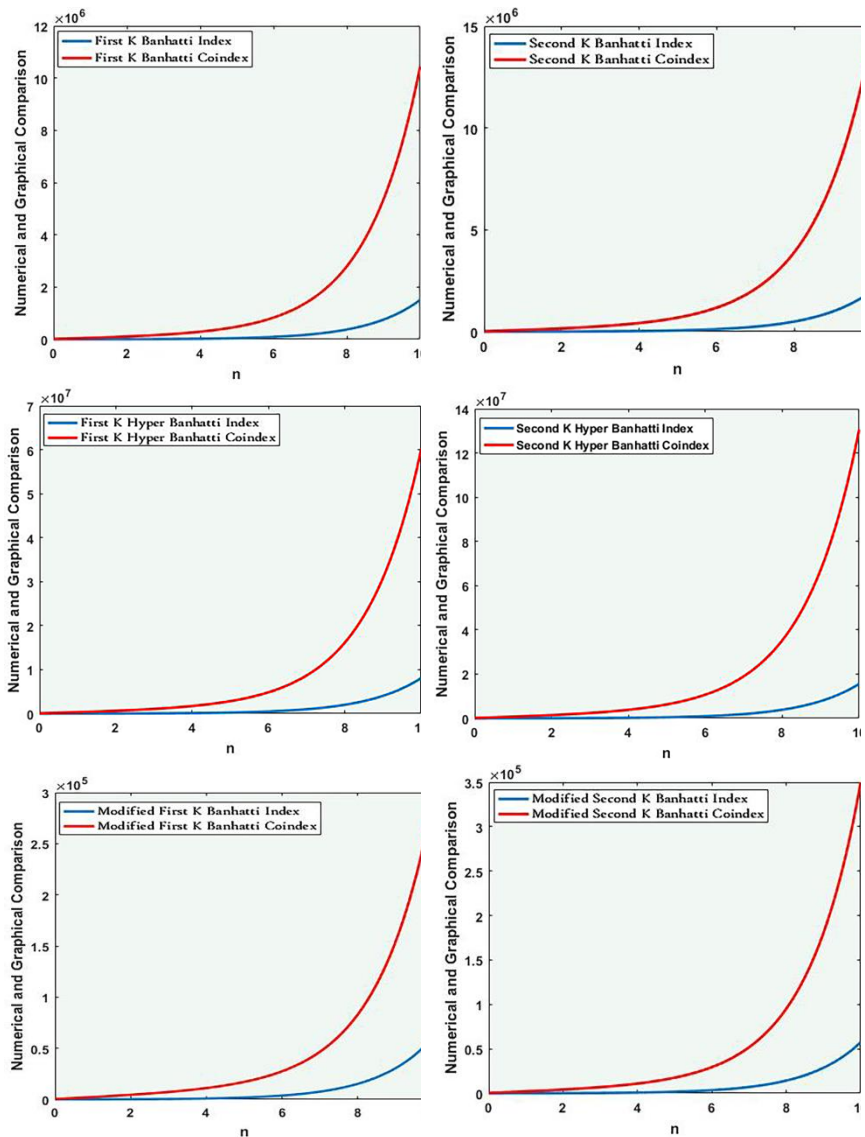 ×10^6
First K Banhatti Index
First K Banhatti Coindex
Numerical and Graphical Comparison
12
10
8
6
4
2
0
0 2 4 6 8 10
n
×10^6
Second K Banhatti Index
Second K Banhatti Coindex
Numerical and Graphical Comparison
15
10
5
0
0 2 4 6 8
n
×10^7
First K Hyper Banhatti Index
First K Hyper Banhatti Coindex
Numerical and Graphical Comparison
7
6
5
4
3
2
1
0
0 2 4 6 8 1
n
×10^7
Second K Hyper Banhatti Index
Second K Hyper Banhatti Coindex
Numerical and Graphical Comparison
14
12
10
8
6
4
2
0
0 2 4 6 8 10
n
×10^5
Modified First K Banhatti Index
Modified First K Banhatti Coindex
Numerical and Graphical Comparison
3
2.5
2
1.5
1
0.5
0
0 2 4 6 8
n
×10^5
Modified Second K Banhatti Index
Modified Second K Banhatti Coindex
Numerical and Graphical Comparison
3.5
3
2.5
2
1.5
1
0.5
0
0 2 4 6 8 10
n